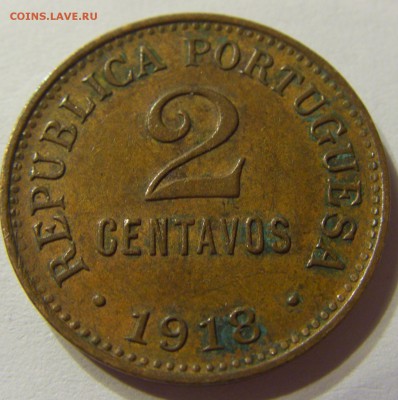 COINS.LAVE.RU
REPUBLICA PORTUGUESA
2
CENTAVOS
• 1918 •